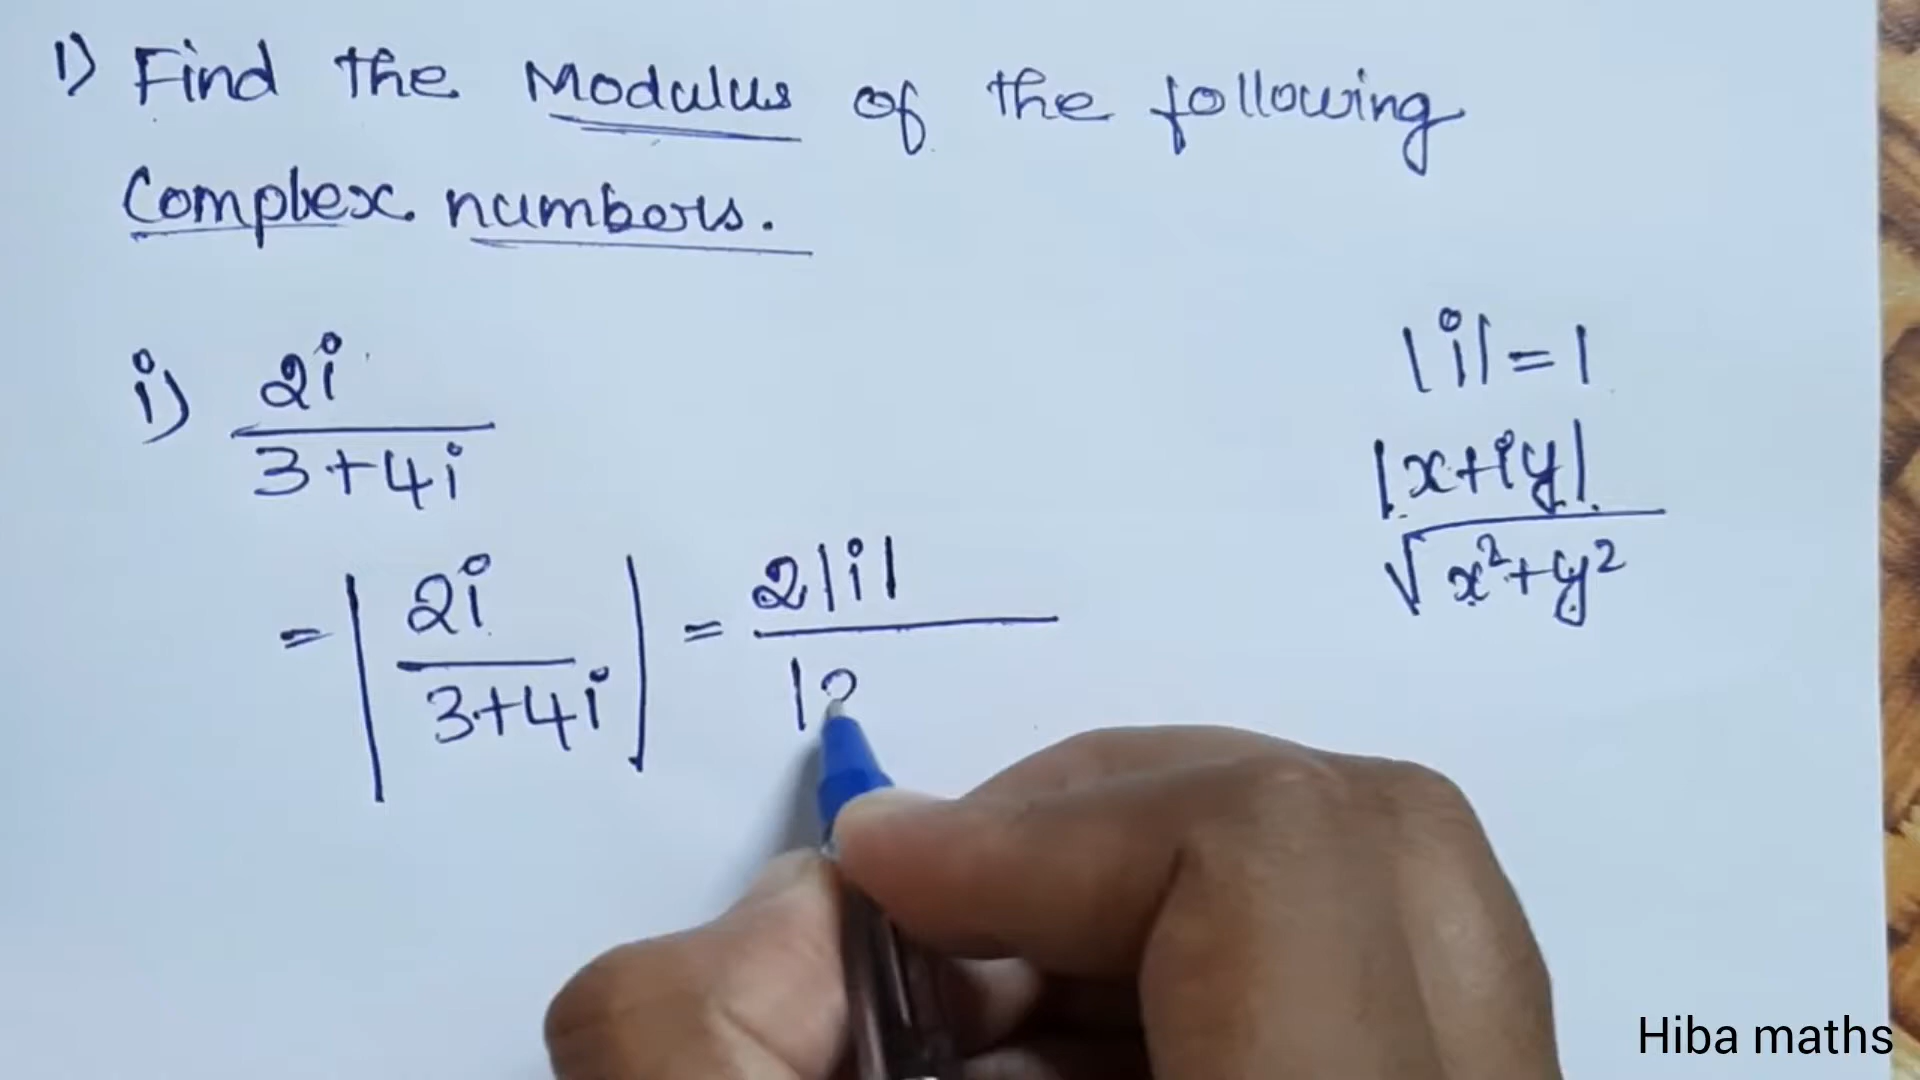 1) Find the Modulus of the following
Complex numbers.
i) 2i
3+4i
= | 2i
3+4i | = 2|i|
|3
|i| = 1
|x+iy|
√x²+y²
Hiba maths